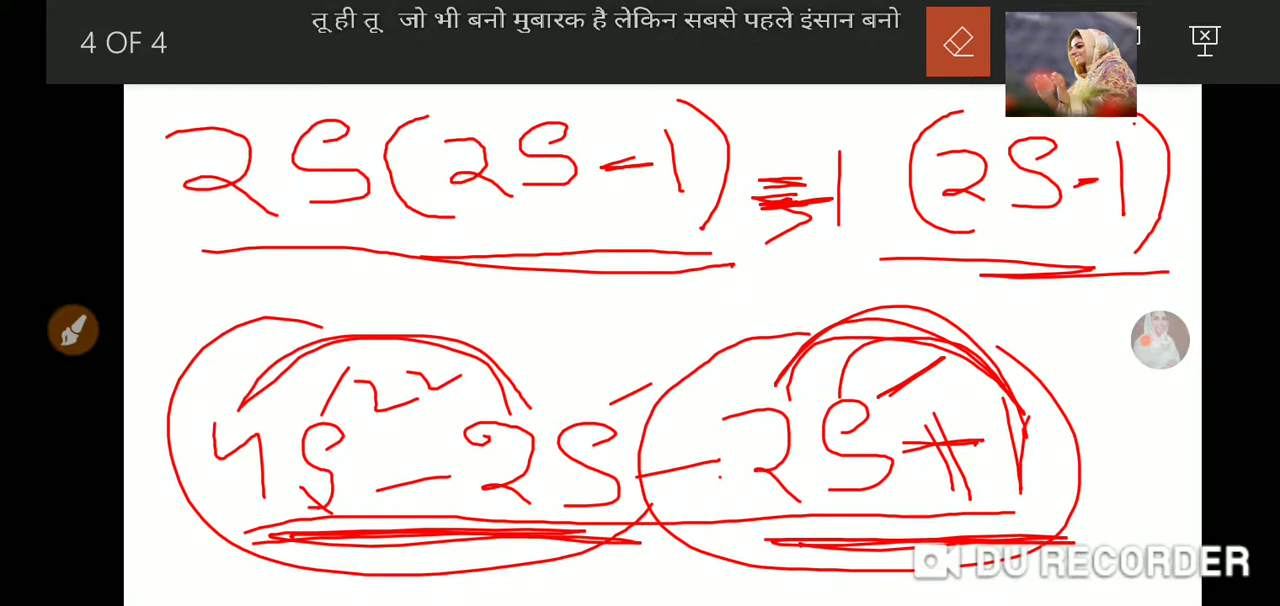 तू ही तू जो भी बनो मुबारक है लेकिन सबसे पहले इंसान बनो
4 OF 4
2S(2S-1) -1 (2S-1)
4S² - 2S - 2S + 1
DU RECORDER